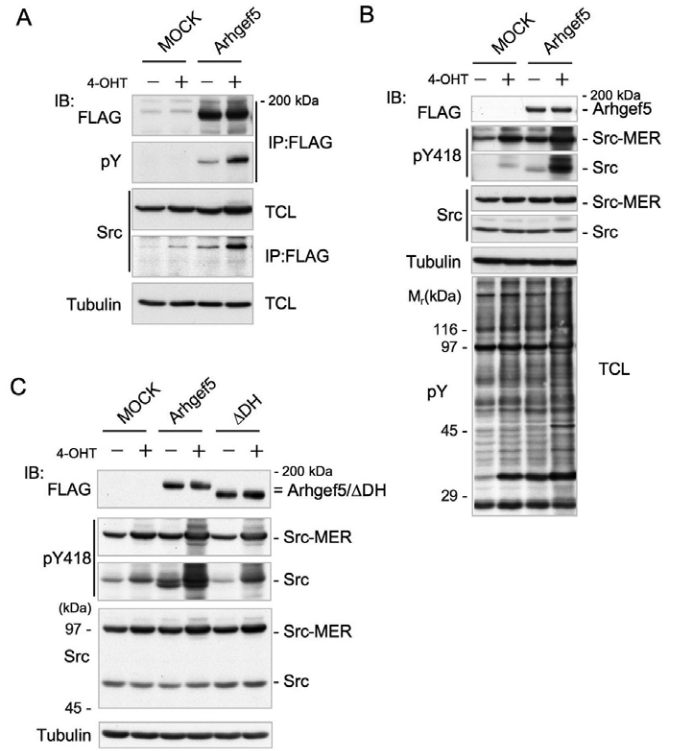 A
MOCK Arhgef5
4-OHT − + − +
IB:
- 200 kDa
FLAG
IP:FLAG
pY
Src
TCL
IP:FLAG
Tubulin TCL
B
MOCK Arhgef5
4-OHT − + − +
IB:
- 200 kDa
FLAG - Arhgef5
pY418
- Src-MER
- Src
Src
- Src-MER
- Src
Tubulin
Mr(kDa)
116 -
97 -
pY
TCL
45 -
29 -
C
MOCK Arhgef5 ΔDH
4-OHT − + − + − +
IB:
- 200 kDa
FLAG = Arhgef5/ΔDH
pY418
- Src-MER
- Src
(kDa)
97 - - Src-MER
Src
- Src
45 -
Tubulin